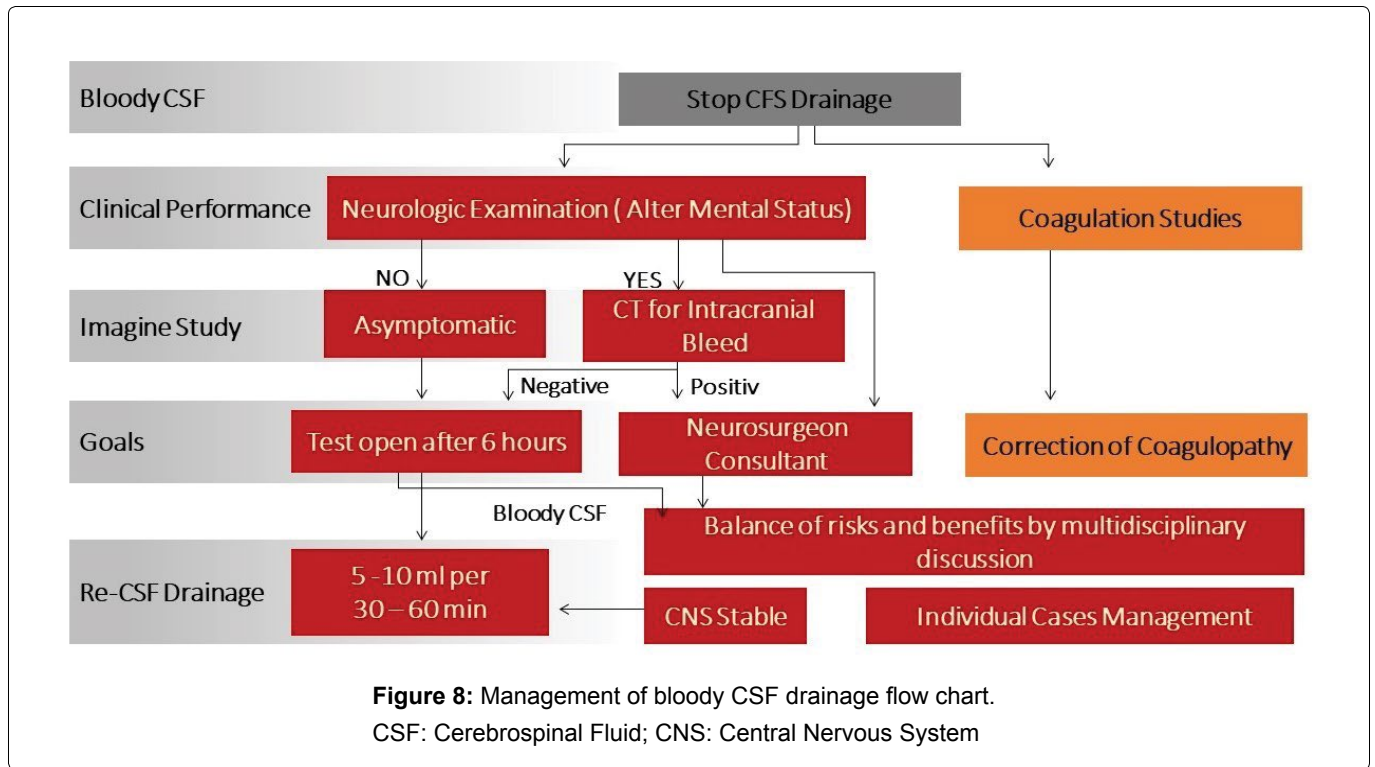 Bloody CSF
Stop CFS Drainage
Clinical Performance
Neurologic Examination ( Alter Mental Status)
Coagulation Studies
NO
YES
Imagine Study
Asymptomatic
CT for Intracranial
Bleed
Negative
Positiv
Goals
Test open after 6 hours
Neurosurgeon
Consultant
Correction of Coagulopathy
Bloody CSF
Balance of risks and benefits by multidisciplinary
discussion
Re-CSF Drainage
5 -10 ml per
30 – 60 min
CNS Stable
Individual Cases Management
Figure 8: Management of bloody CSF drainage flow chart.
CSF: Cerebrospinal Fluid; CNS: Central Nervous System